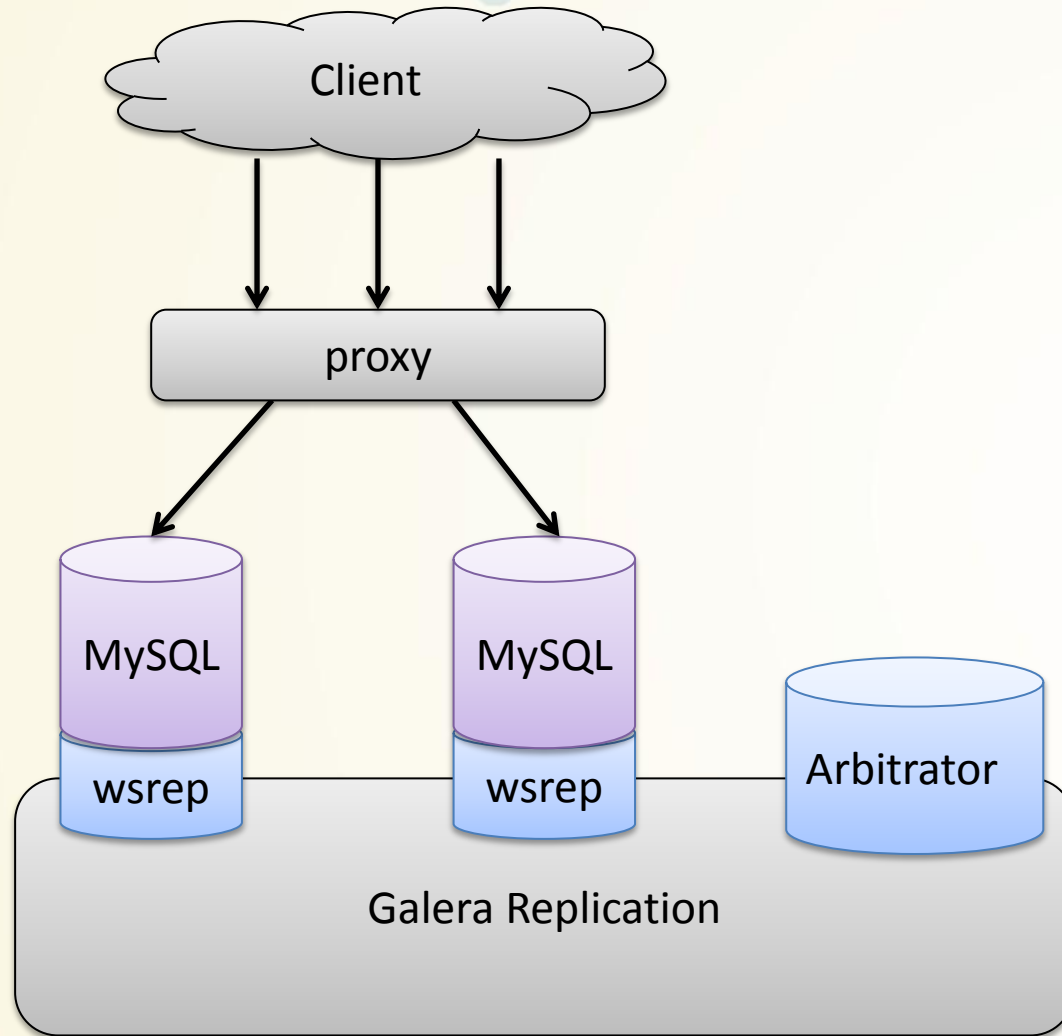 Client
proxy
MySQL
MySQL
wsrep
wsrep
Arbitrator
Galera Replication